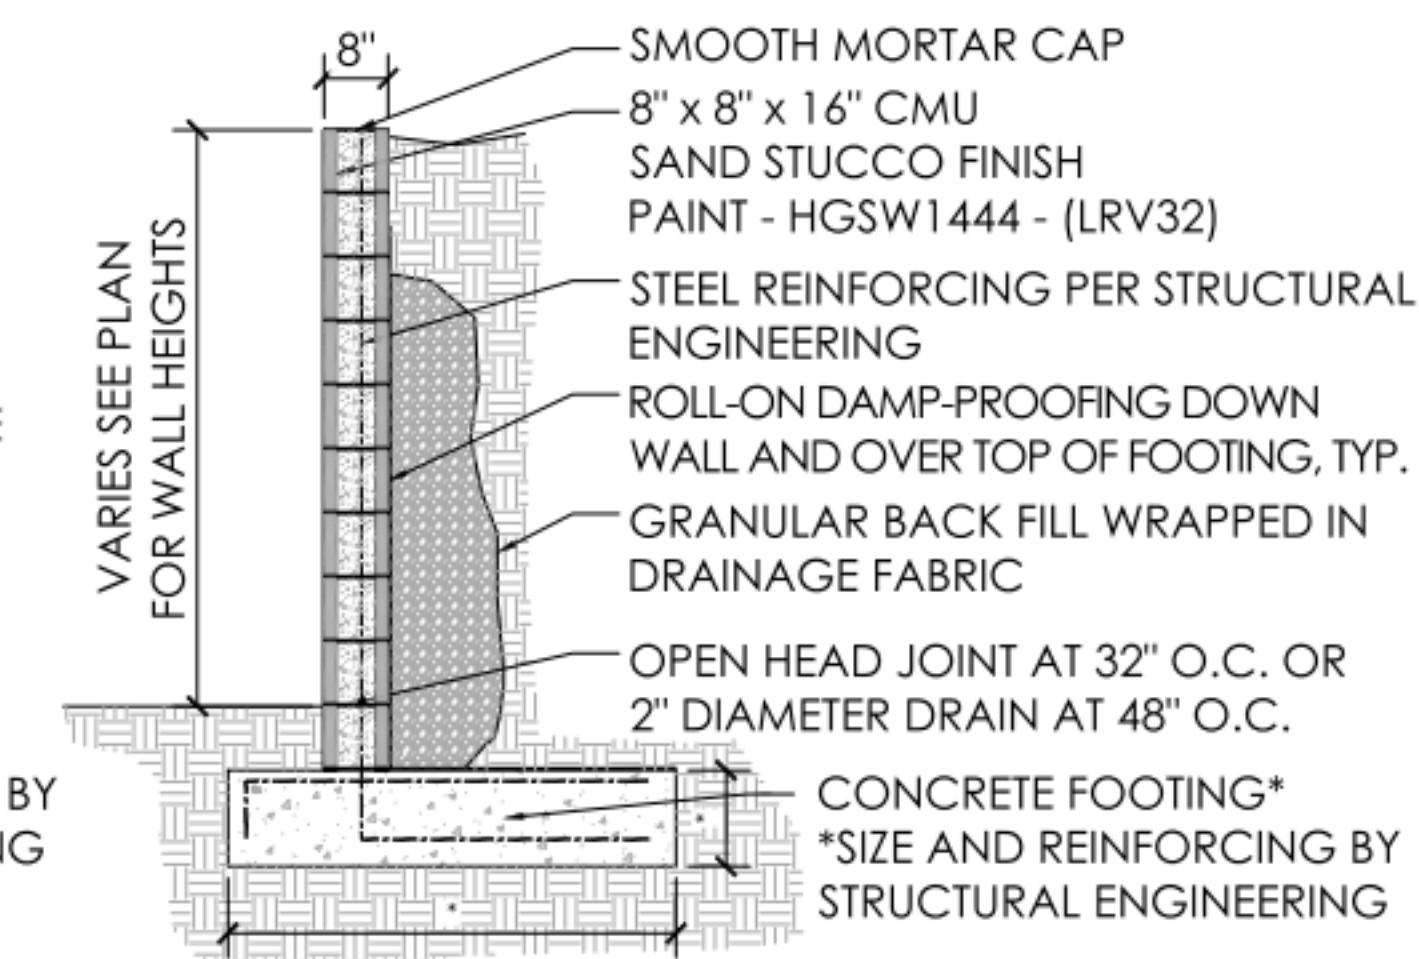 8"
SMOOTH MORTAR CAP
8" x 8" x 16" CMU
SAND STUCCO FINISH
PAINT - HGSW1444 - (LRV32)
STEEL REINFORCING PER STRUCTURAL
ENGINEERING
ROLL-ON DAMP-PROOFING DOWN
WALL AND OVER TOP OF FOOTING, TYP.
GRANULAR BACK FILL WRAPPED IN
DRAINAGE FABRIC
OPEN HEAD JOINT AT 32" O.C. OR
2" DIAMETER DRAIN AT 48" O.C.
CONCRETE FOOTING*
*SIZE AND REINFORCING BY
STRUCTURAL ENGINEERING
VARIES SEE PLAN
FOR WALL HEIGHTS
BY
*
*